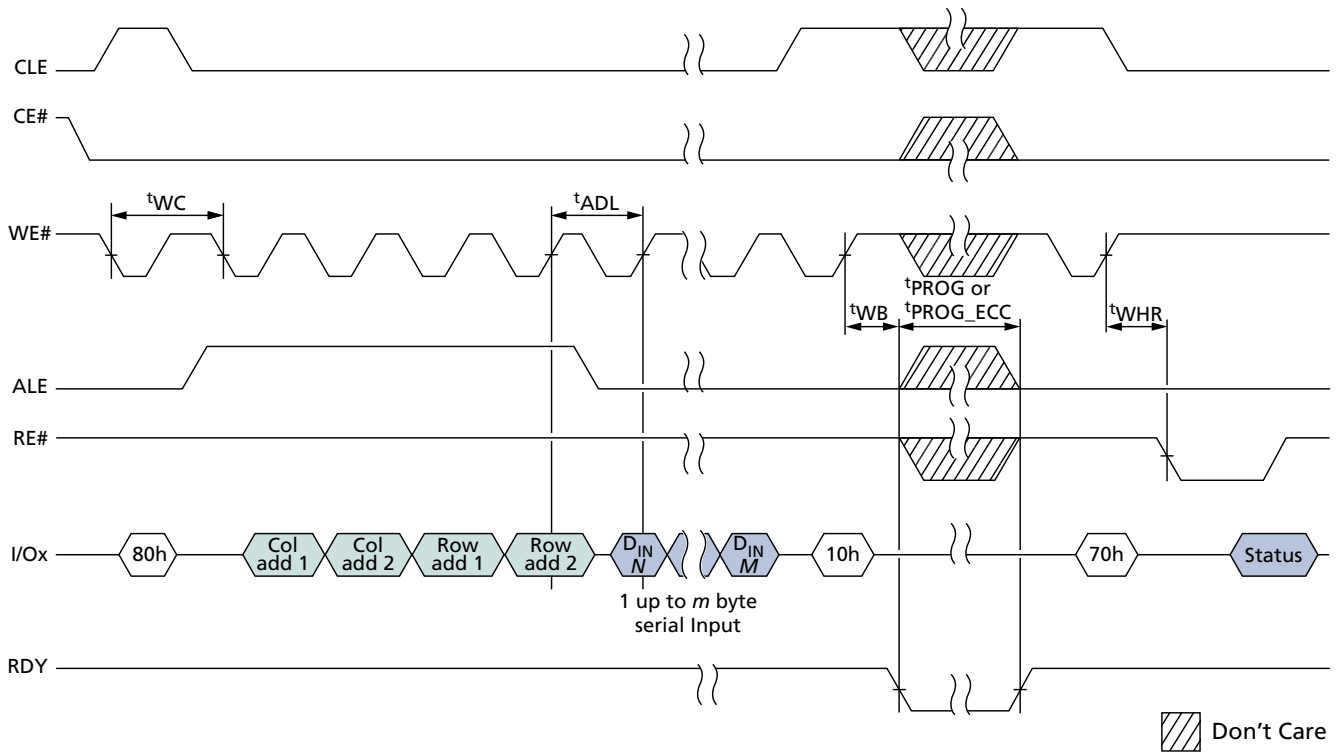 CLE
CE#
tWC
tADL
WE#
tPROG or
tPROG_ECC
tWB
tWHR
ALE
RE#
I/Ox
80h
Col
add 1
Col
add 2
Row
add 1
Row
add 2
DIN
N
DIN
M
10h
70h
Status
1 up to m byte
serial Input
RDY
Don't Care